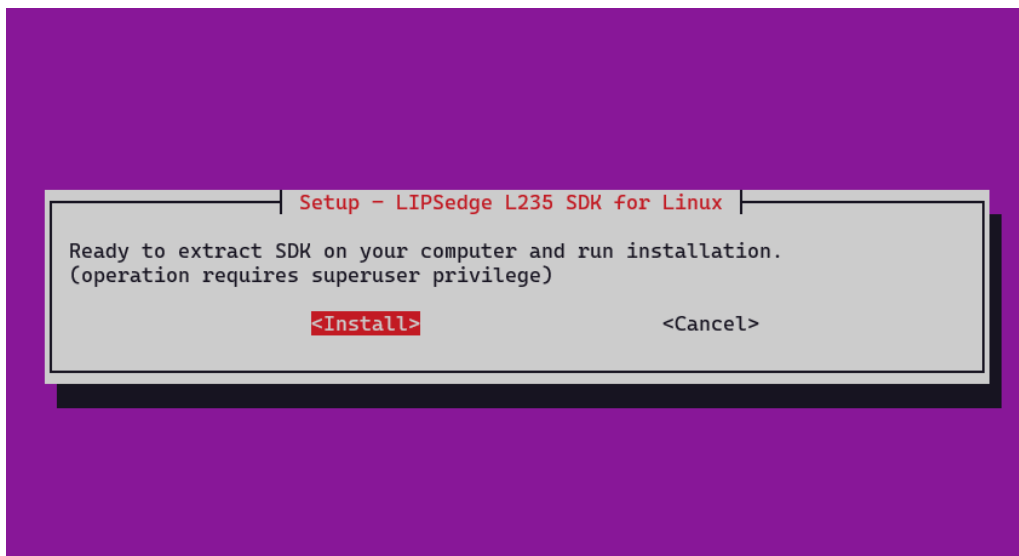 Setup - LIPSedge L235 SDK for Linux
Ready to extract SDK on your computer and run installation.
(operation requires superuser privilege)
<Install>
<Cancel>